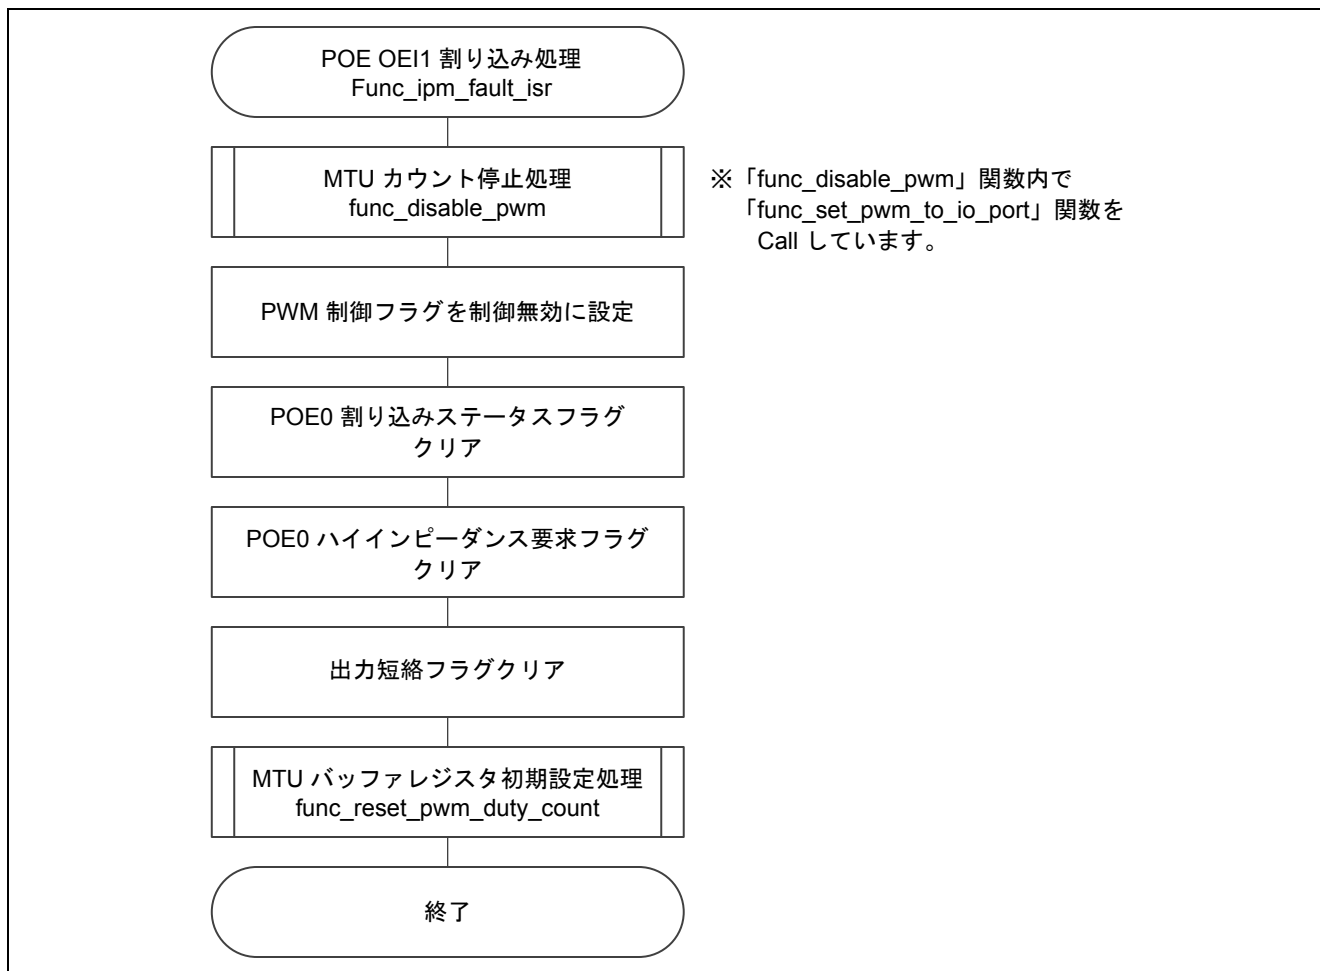 POE OEI1 割り込み処理
Func_ipm_fault_isr
MTU カウント停止処理
func_disable_pwm
※「func_disable_pwm」関数内で
「func_set_pwm_to_io_port」関数を
Call しています。
PWM 制御フラグを制御無効に設定
POE0 割り込みステータスフラグ
クリア
POE0 ハイインピーダンス要求フラグ
クリア
出力短絡フラグクリア
MTU バッファレジスタ初期設定処理
func_reset_pwm_duty_count
終了